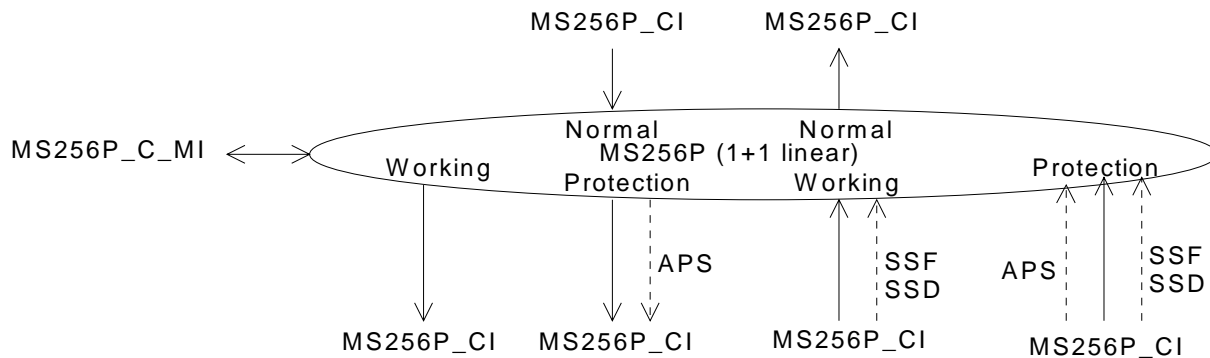 MS256P_CI MS256P_CI
Normal Normal
MS256P_C_MI MS256P (1+1 linear)
Working Protection Working Protection
APS SSF APS SSF
SSD SSD
MS256P_CI MS256P_CI MS256P_CI MS256P_CI